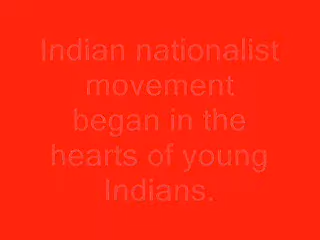 Indian nationalist
movement
began in the
hearts of young
Indians.